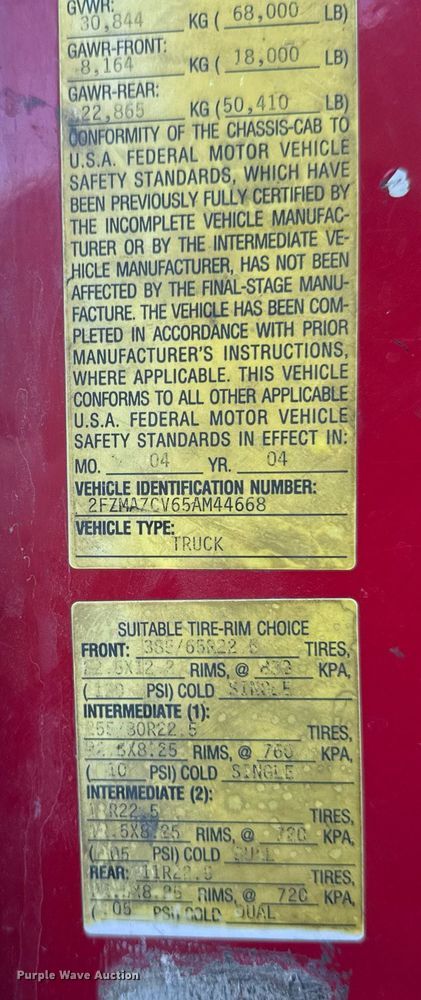 GVWR:
30,844 KG ( 68,000 LB)
GAWR-FRONT:
8,164 KG ( 18,000 LB)
GAWR-REAR:
22,865 KG (50,410 LB)
CONFORMITY OF THE CHASSIS-CAB TO
U.S.A. FEDERAL MOTOR VEHICLE
SAFETY STANDARDS, WHICH HAVE
BEEN PREVIOUSLY FULLY CERTIFIED BY
THE INCOMPLETE VEHICLE MANUFAC-
TURER OR BY THE INTERMEDIATE VE-
HICLE MANUFACTURER, HAS NOT BEEN
AFFECTED BY THE FINAL-STAGE MANU-
FACTURE. THE VEHICLE HAS BEEN COM-
PLETED IN ACCORDANCE WITH PRIOR
MANUFACTURER'S INSTRUCTIONS,
WHERE APPLICABLE. THIS VEHICLE
CONFORMS TO ALL OTHER APPLICABLE
U.S.A. FEDERAL MOTOR VEHICLE
SAFETY STANDARDS IN EFFECT IN:
MO. 04 YR. 04
VEHICLE IDENTIFICATION NUMBER:
2FZMAZCV65AM44668
VEHICLE TYPE:
TRUCK
SUITABLE TIRE-RIM CHOICE
FRONT: 385/65R22.5 TIRES,
RIMS, @ KPA,
( PSI) COLD SINGLE
INTERMEDIATE (1):
TIRES,
RIMS, @ 760 KPA,
( PSI) COLD SINGLE
INTERMEDIATE (2):
TIRES,
RIMS, @ 720 KPA,
( PSI) COLD
REAR: 11R22.5 TIRES,
RIMS, @ 720 KPA,
( PSI) COLD DUAL
Purple Wave Auction